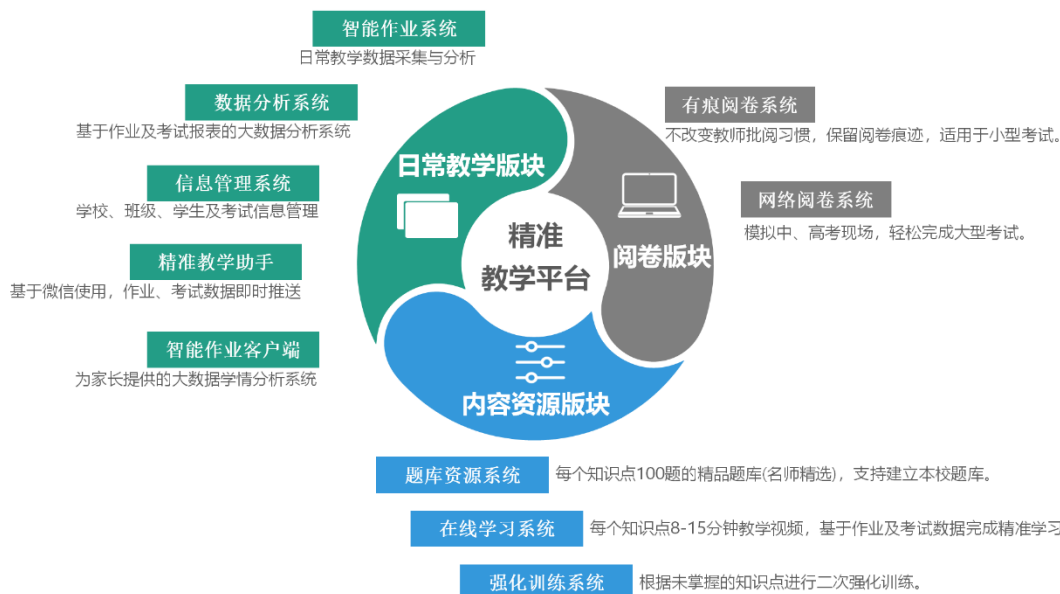 智能作业系统
日常教学数据采集与分析
数据分析系统
基于作业及考试报表的大数据分析系统
信息管理系统
学校、班级、学生及考试信息管理
精准教学助手
基于微信使用，作业、考试数据即时推送
智能作业客户端
为家长提供的大数据学情分析系统
日常教学版块
精准
教学平台
阅卷版块
内容资源版块
有痕阅卷系统
不改变教师批阅习惯，保留阅卷痕迹，适用于小型考试。
网络阅卷系统
模拟中、高考现场，轻松完成大型考试。
题库资源系统
每个知识点100题的精品题库(名师精选)，支持建立本校题库。
在线学习系统
每个知识点8-15分钟教学视频，基于作业及考试数据完成精准学习
强化训练系统
根据未掌握的知识点进行二次强化训练。